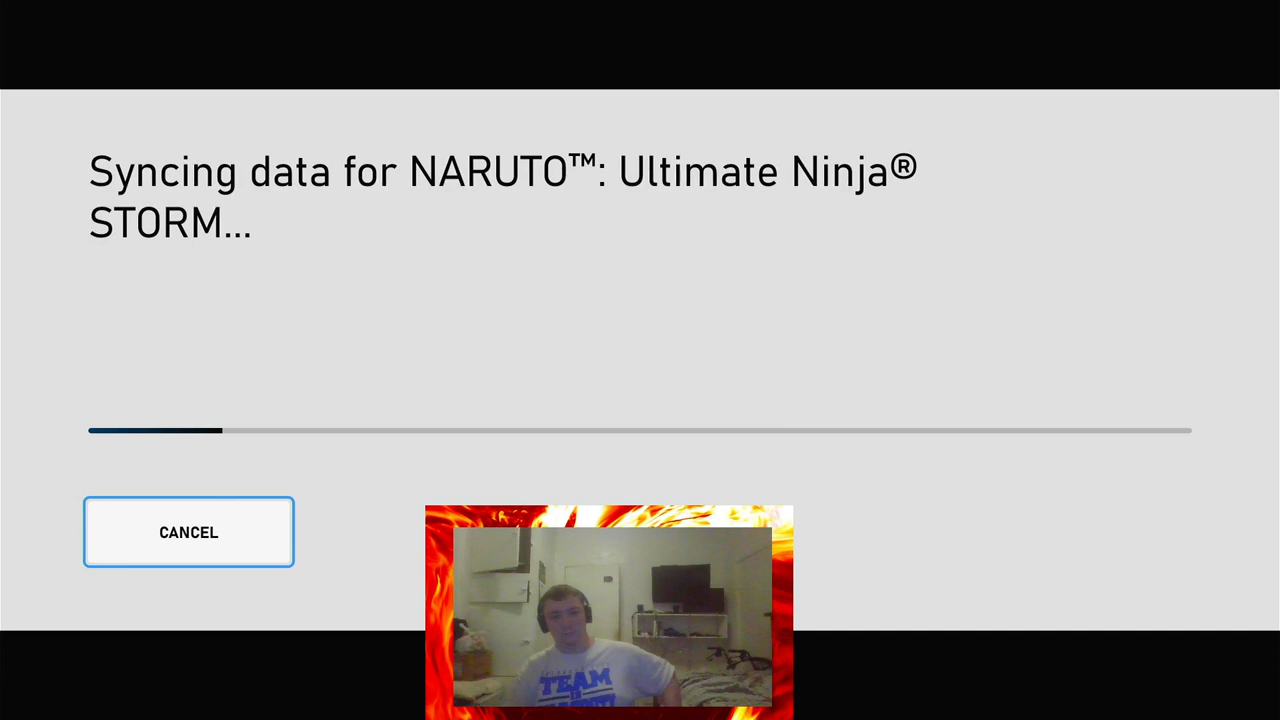 Syncing data for NARUTO™: Ultimate Ninja®
STORM...
CANCEL
TEAM